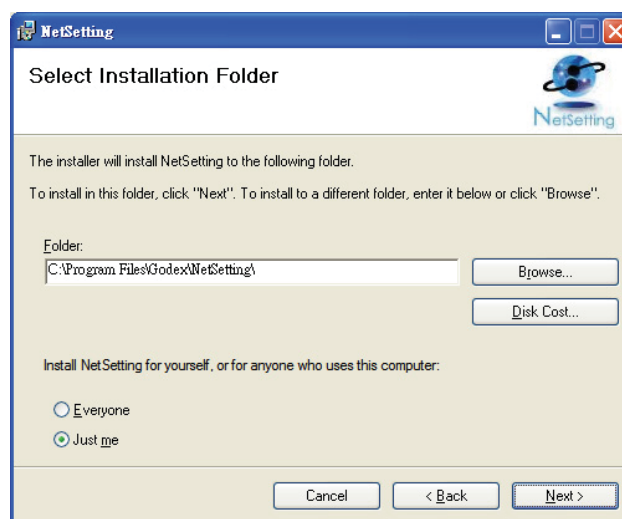 NetSetting
Select Installation Folder
NetSetting
The installer will install NetSetting to the following folder.
To install in this folder, click "Next". To install to a different folder, enter it below or click "Browse".
Folder:
C:\Program Files\Godex\NetSetting\
Browse...
Disk Cost...
Install NetSetting for yourself, or for anyone who uses this computer:
Everyone
Just me
Cancel
< Back
Next >